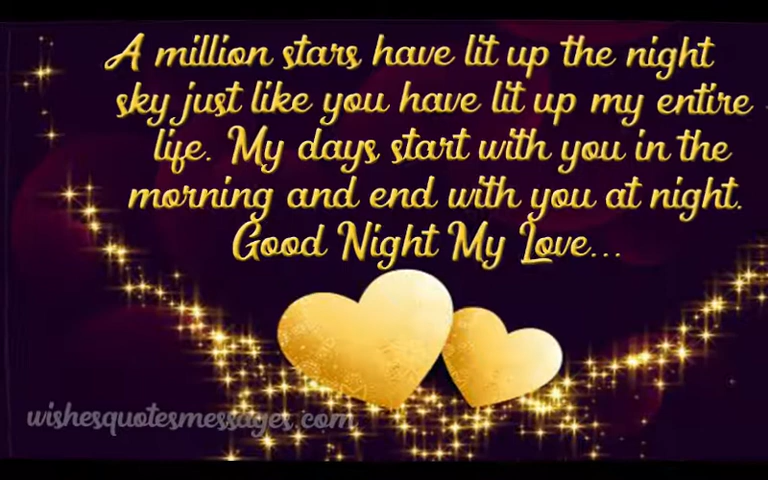 A million stars have lit up the night
sky just like you have lit up my entire
life. My days start with you in the
morning and end with you at night.
Good Night My Love...
wishesquotesmessages.com